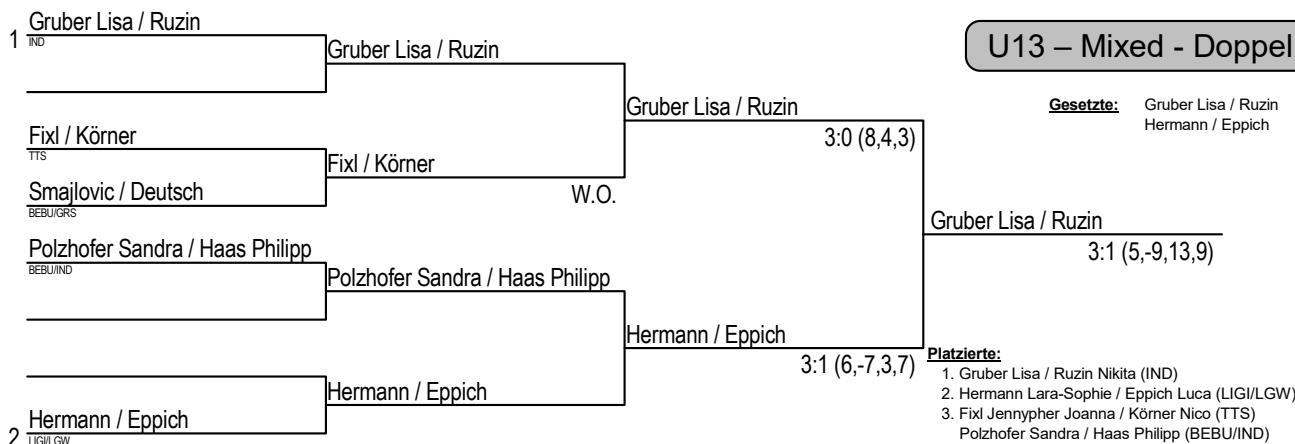 U13 – Mixed - Doppel
Gesetzte: Gruber Lisa / Ruzin
Hermann / Eppich
1 Gruber Lisa / Ruzin
IND
Fixl / Körner
TTS
Smajlovic / Deutsch
BEBU/GRS
Polzhofer Sandra / Haas Philipp
BEBU/IND
2 Hermann / Eppich
LIGI/LGW
Gruber Lisa / Ruzin
Fixl / Körner
W.O.
Polzhofer Sandra / Haas Philipp
Hermann / Eppich
Gruber Lisa / Ruzin
3:0 (8,4,3)
Hermann / Eppich
3:1 (6,-7,3,7)
Gruber Lisa / Ruzin
3:1 (5,-9,13,9)
Platzierte:
1. Gruber Lisa / Ruzin Nikita (IND)
2. Hermann Lara-Sophie / Eppich Luca (LIGI/LGW)
3. Fixl Jennypher Joanna / Körner Nico (TTS)
Polzhofer Sandra / Haas Philipp (BEBU/IND)